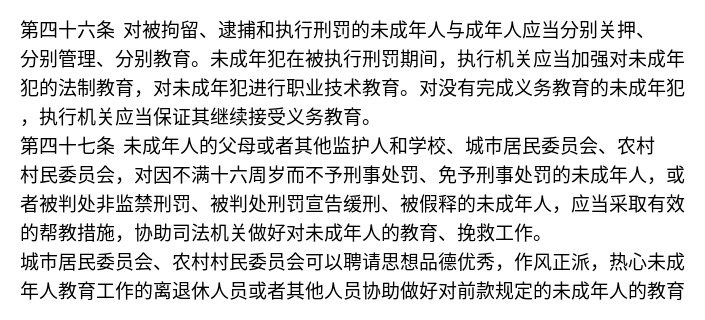 第四十六条 对被拘留、逮捕和执行刑罚的未成年人与成年人应当分别关押、
分别管理、分别教育。未成年犯在被执行刑罚期间，执行机关应当加强对未成年
犯的法制教育，对未成年犯进行职业技术教育。对没有完成义务教育的未成年犯
，执行机关应当保证其继续接受义务教育。
第四十七条 未成年人的父母或者其他监护人和学校、城市居民委员会、农村
村民委员会，对因不满十六周岁而不予刑事处罚、免予刑事处罚的未成年人，或
者被判处非监禁刑罚、被判处刑罚宣告缓刑、被假释的未成年人，应当采取有效
的帮教措施，协助司法机关做好对未成年人的教育、挽救工作。
城市居民委员会、农村村民委员会可以聘请思想品德优秀，作风正派，热心未成
年人教育工作的离退休人员或者其他人员协助做好对前款规定的未成年人的教育